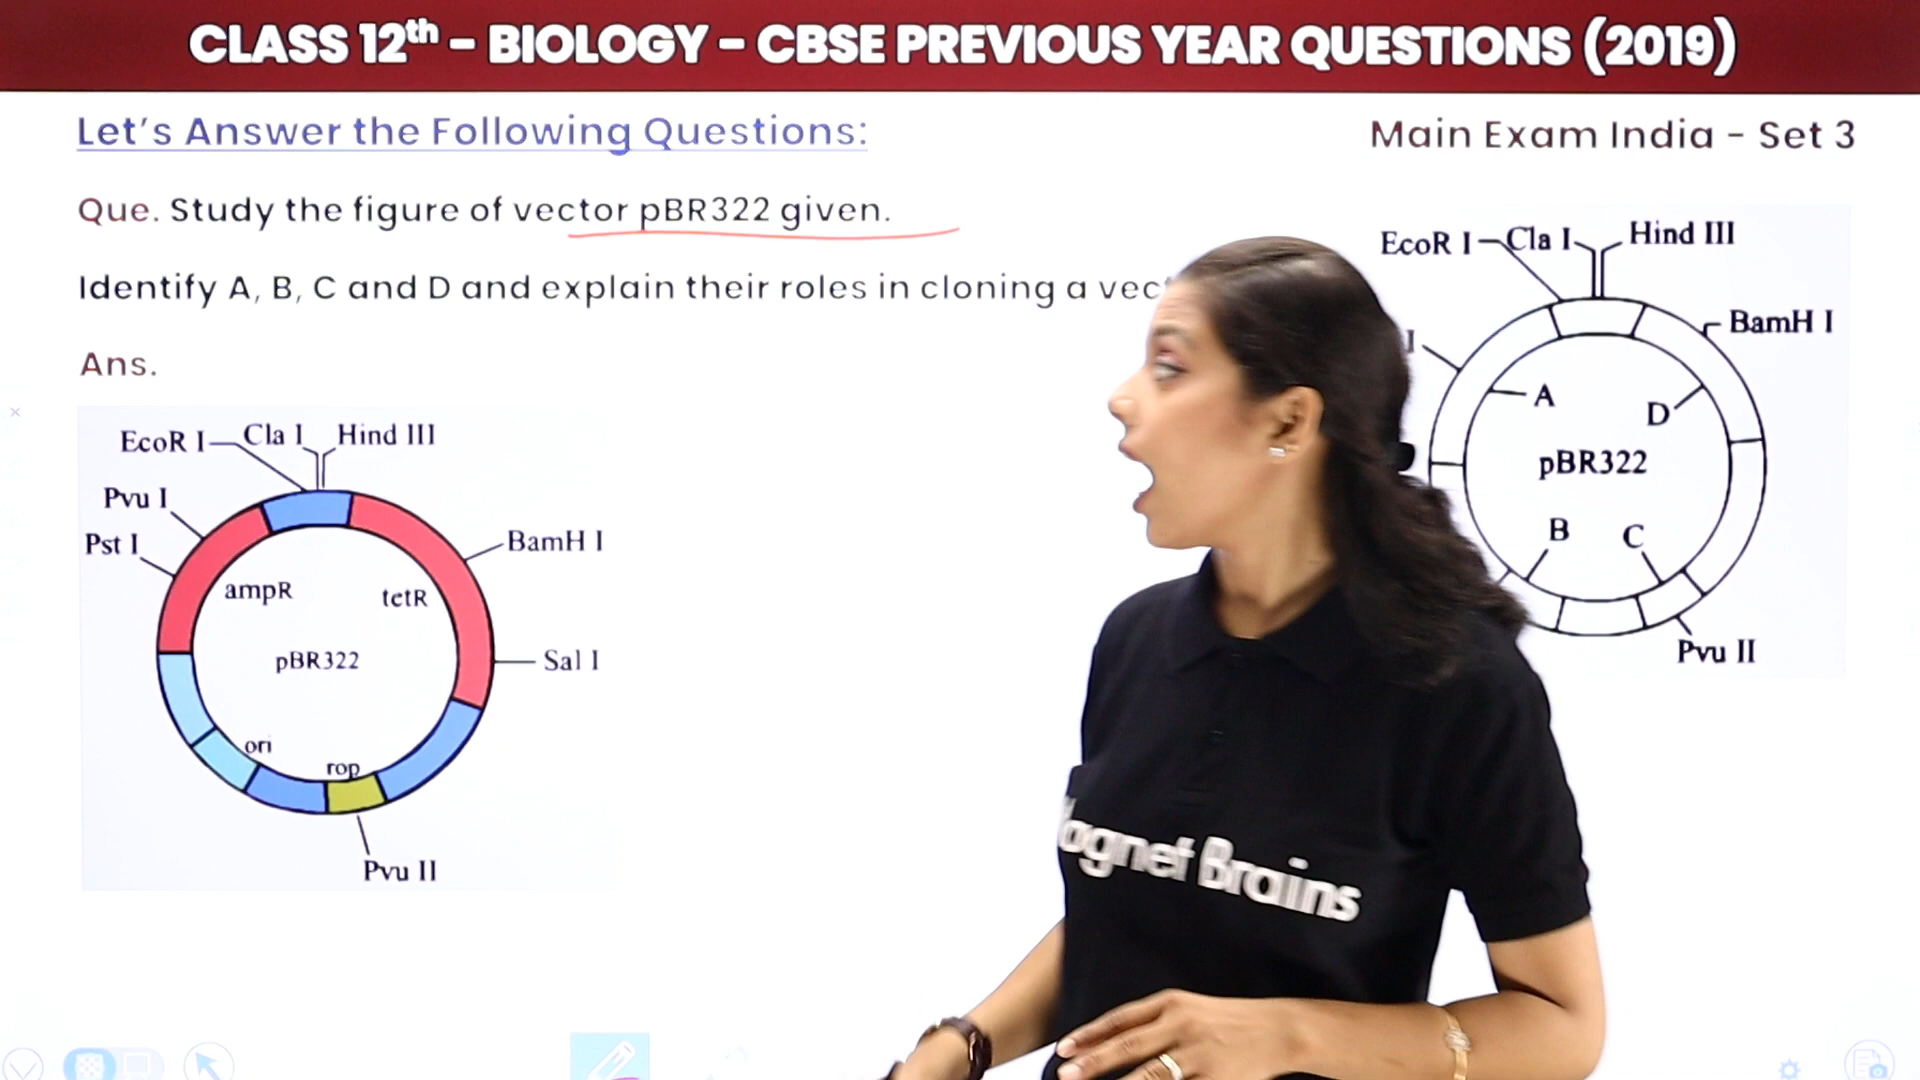 CLASS 12th – BIOLOGY – CBSE PREVIOUS YEAR QUESTIONS (2019)
Let's Answer the Following Questions:
Main Exam India - Set 3
Que. Study the figure of vector pBR322 given.
Identify A, B, C and D and explain their roles in cloning a
Ans.
EcoR I
Cla I
Hind III
Pvu I
Pst I
BamH I
ampR
tetR
pBR322
Sal I
ori
rop
Pvu II
EcoR I
Cla I
Hind III
BamH I
A
D
pBR322
B
C
Pvu II
Brains